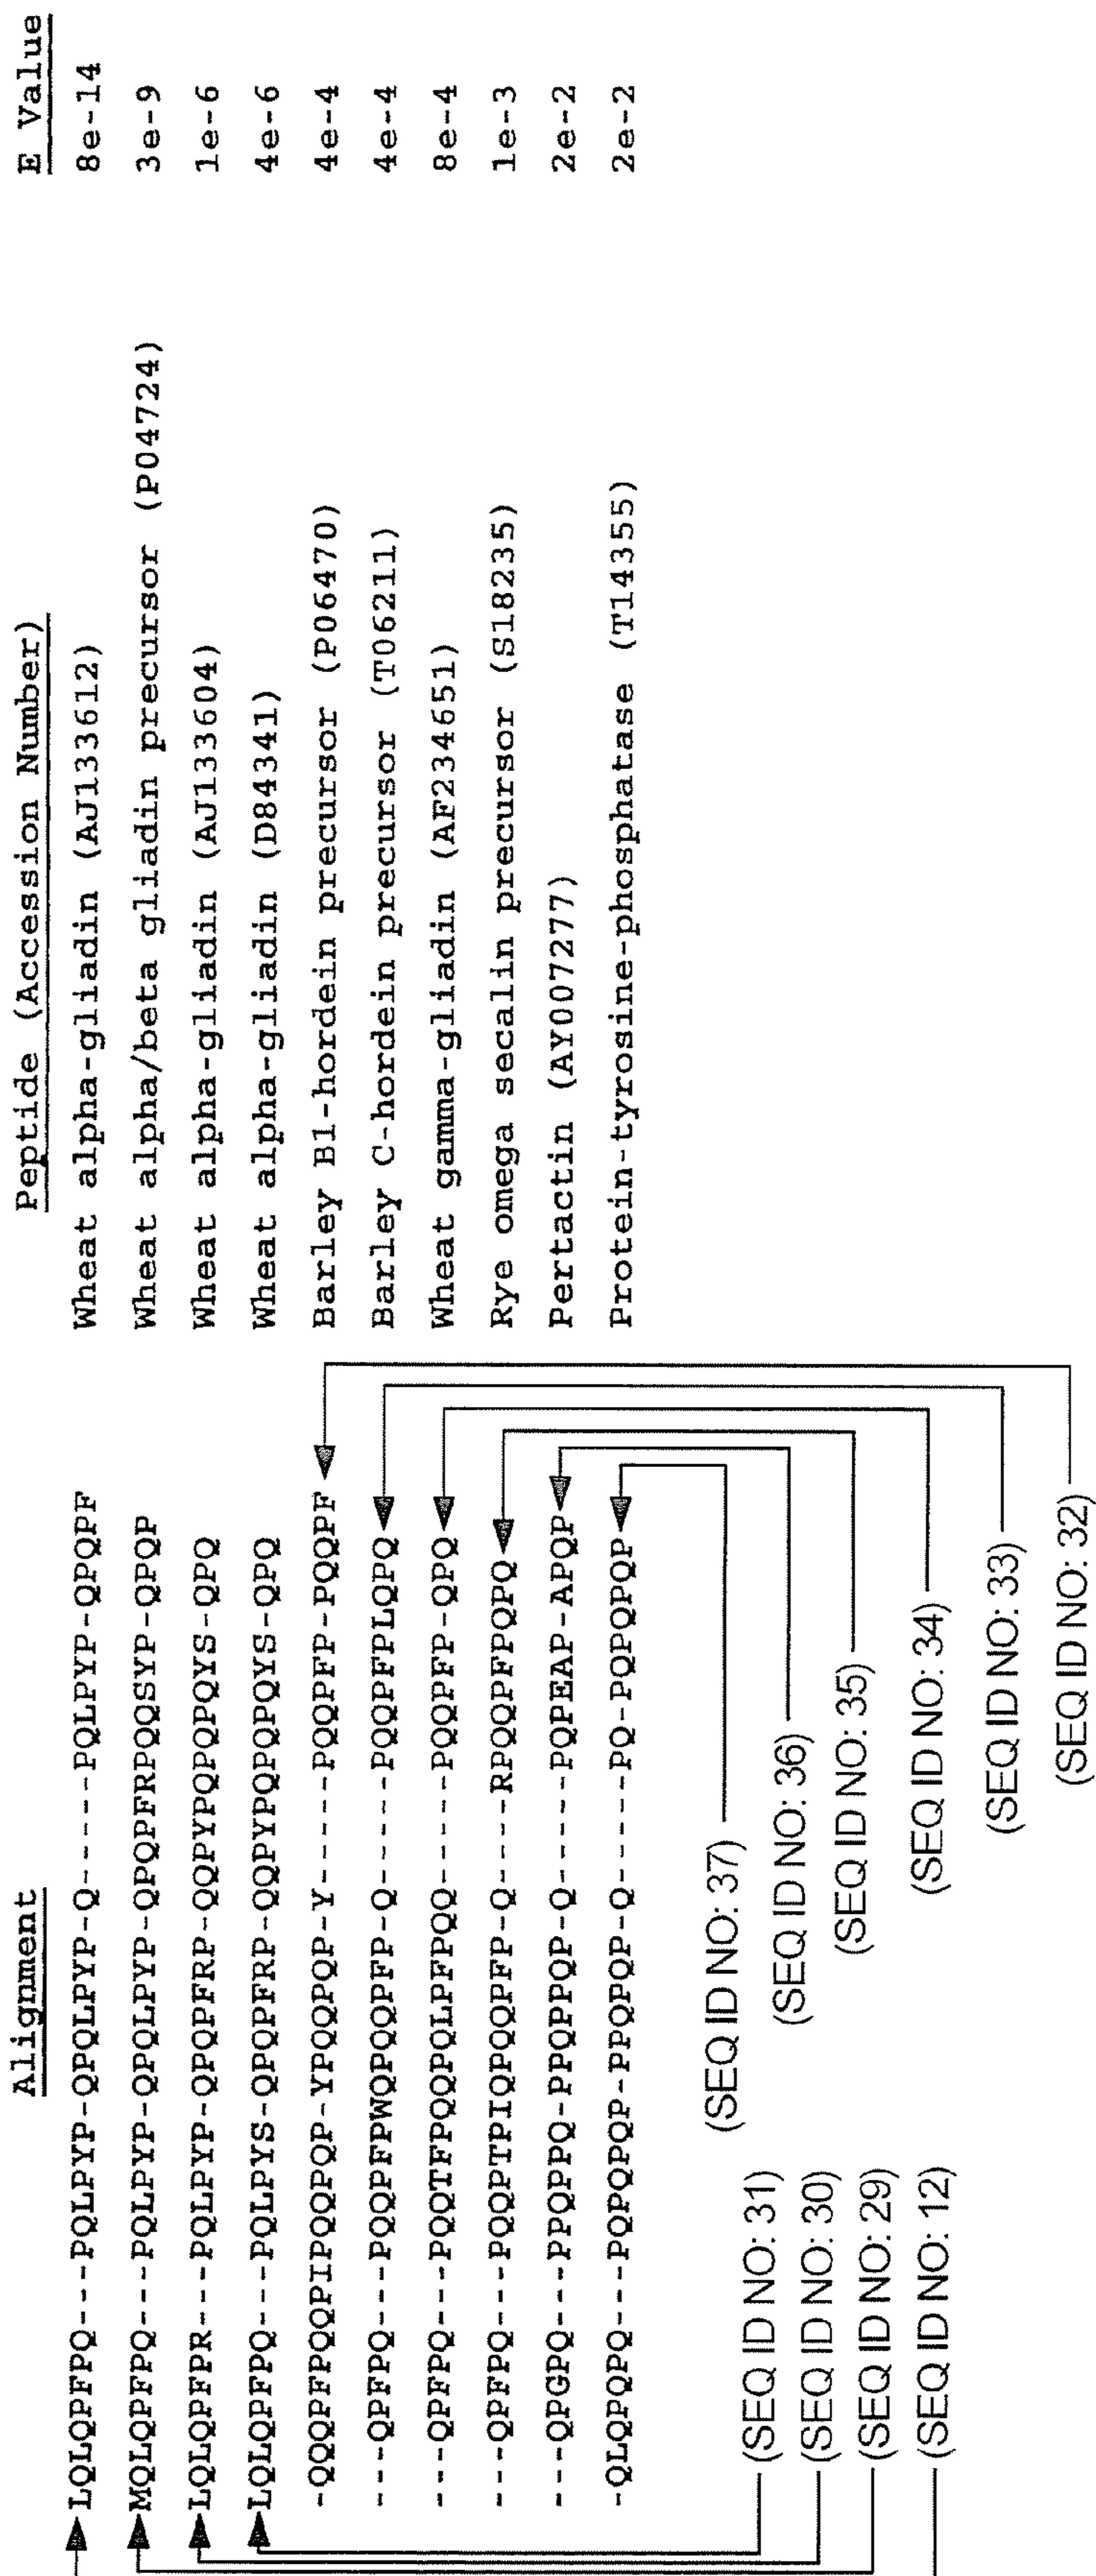 Alignment Peptide (Accession Number) E Value
LQLQPFPQ---PQLPYP-QPQLPYP-Q-----PQLPYP-QPQPF Wheat alpha-gliadin (AJ133612) 8e-14
MQLQPFPQ---PQLPYP-QPQLPYP-QPQPFRPQQSYP-QPQP Wheat alpha/beta gliadin precursor (P04724) 3e-9
LQLQPFPR---PQLPYP-QPQPFRP-QQPYPQPQPQYS-QPQ Wheat alpha-gliadin (AJ133604) 1e-6
LQLQPFPQ---PQLPYS-QPQPFRP-QQPYPQPQPQYS-QPQ Wheat alpha-gliadin (D84341) 4e-6
-QQQPFPQQPIPQQPQP-YPQQPQP-Y-----PQQPFP-PQQPF Barley B1-hordein precursor (P06470) 4e-4
---QPFPQ---PQQPFPWQPQQPFP-Q-----PQQPFPLQPQ Barley C-hordein precursor (T06211) 4e-4
---QPFPQ---PQQTFPQQPQLPFPQQ-----PQQPFP-QPQ Wheat gamma-gliadin (AF234651) 8e-4
---QPFPQ---PQQPTPIQPQQPFP-Q----RPQQPFPQPQ Rye omega secalin precursor (S18235) 1e-3
---QPGPQ---PPQPPQ-PPQPPQP-Q-----PQPEAP-APQP Pertactin (AY007277) 2e-2
-QLQPQPQ---PQPQPQP-PPQPQP-Q-----PQ-PQPQPQP Protein-tyrosine-phosphatase (T14355) 2e-2
(SEQ ID NO: 37)
(SEQ ID NO: 31)
(SEQ ID NO: 36)
(SEQ ID NO: 30)
(SEQ ID NO: 35)
(SEQ ID NO: 29)
(SEQ ID NO: 34)
(SEQ ID NO: 12)
(SEQ ID NO: 33)
(SEQ ID NO: 32)